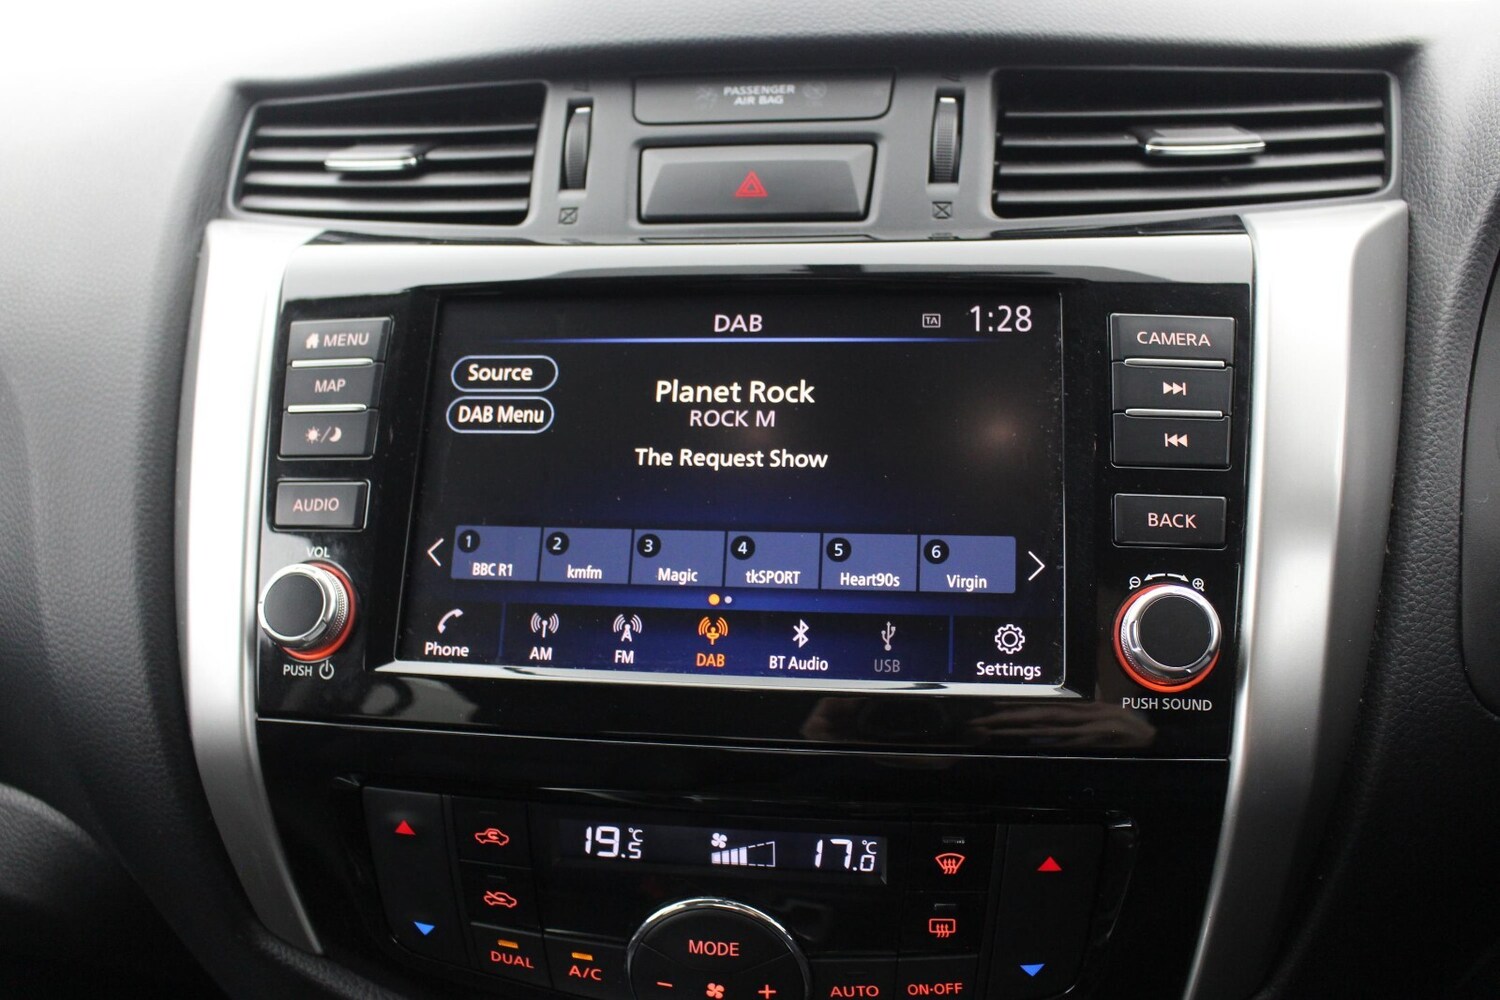 PASSENGER
AIR BAG
DAB TA 1:28
MENU
MAP
AUDIO
VOL
PUSH
Source
DAB Menu
Planet Rock
ROCK M
The Request Show
1 BBC R1
2 kmfm
3 Magic
4 tkSPORT
5 Heart90s
6 Virgin
Phone
AM
FM
DAB
BT Audio
USB
Settings
CAMERA
BACK
PUSH SOUND
19.5°C
17.0°C
DUAL
A/C
MODE
AUTO
ON·OFF